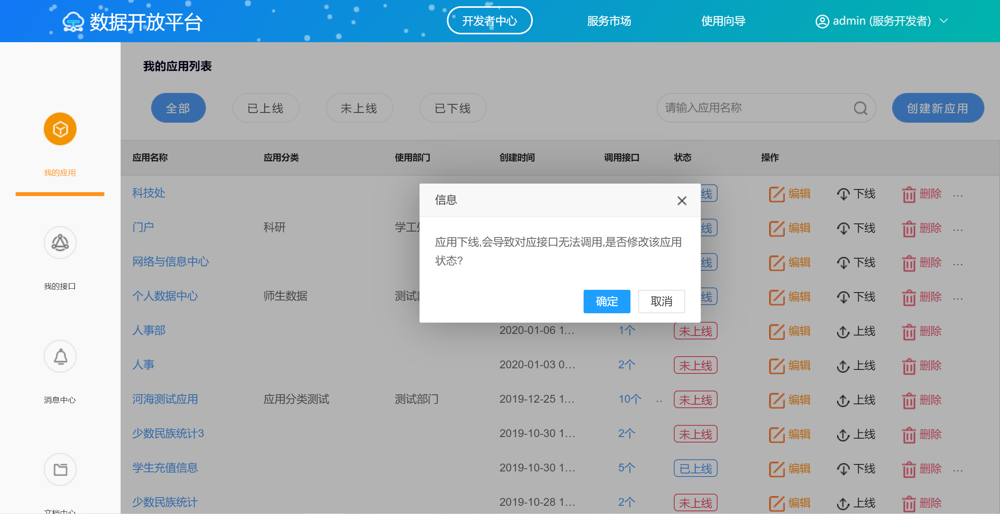 数据开放平台
开发者中心 服务市场 使用向导 admin (服务开发者)
我的应用
我的接口
消息中心
文档中心
我的应用列表
全部 已上线 未上线 已下线 请输入应用名称 创建新应用
应用名称 应用分类 使用部门 创建时间 调用接口 状态 操作
科技处 线 编辑 下线 删除 ...
门户 科研 学工处 线 编辑 下线 删除 ...
网络与信息中心 线 编辑 下线 删除 ...
个人数据中心 师生数据 测试部 线 编辑 下线 删除 ...
信息
应用下线,会导致对应接口无法调用,是否修改该应用
状态?
确定 取消
人事部 2020-01-06 1... 1个 未上线 编辑 上线 删除
人事 2020-01-03 0... 2个 未上线 编辑 上线 删除
河海测试应用 应用分类测试 测试部门 2019-12-25 1... 10个 .. 未上线 编辑 上线 删除
少数民族统计3 2019-10-30 1... 2个 未上线 编辑 上线 删除
学生充值信息 2019-10-30 1... 5个 已上线 编辑 下线 删除 ...
少数民族统计 2019-10-28 1... 2个 未上线 编辑 上线 删除